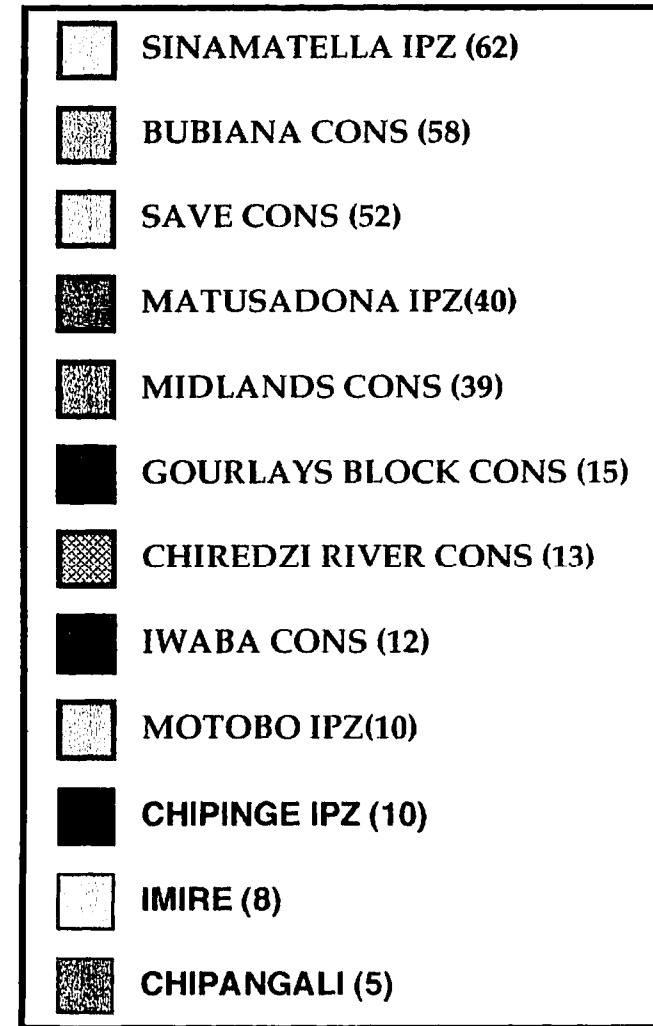 SINAMATELLA IPZ (62)
BUBIANA CONS (58)
SAVE CONS (52)
MATUSADONA IPZ(40)
MIDLANDS CONS (39)
GOURLAYS BLOCK CONS (15)
CHIREDZI RIVER CONS (13)
IWABA CONS (12)
MOTOBO IPZ(10)
CHIPINGE IPZ (10)
IMIRE (8)
CHIPANGALI (5)